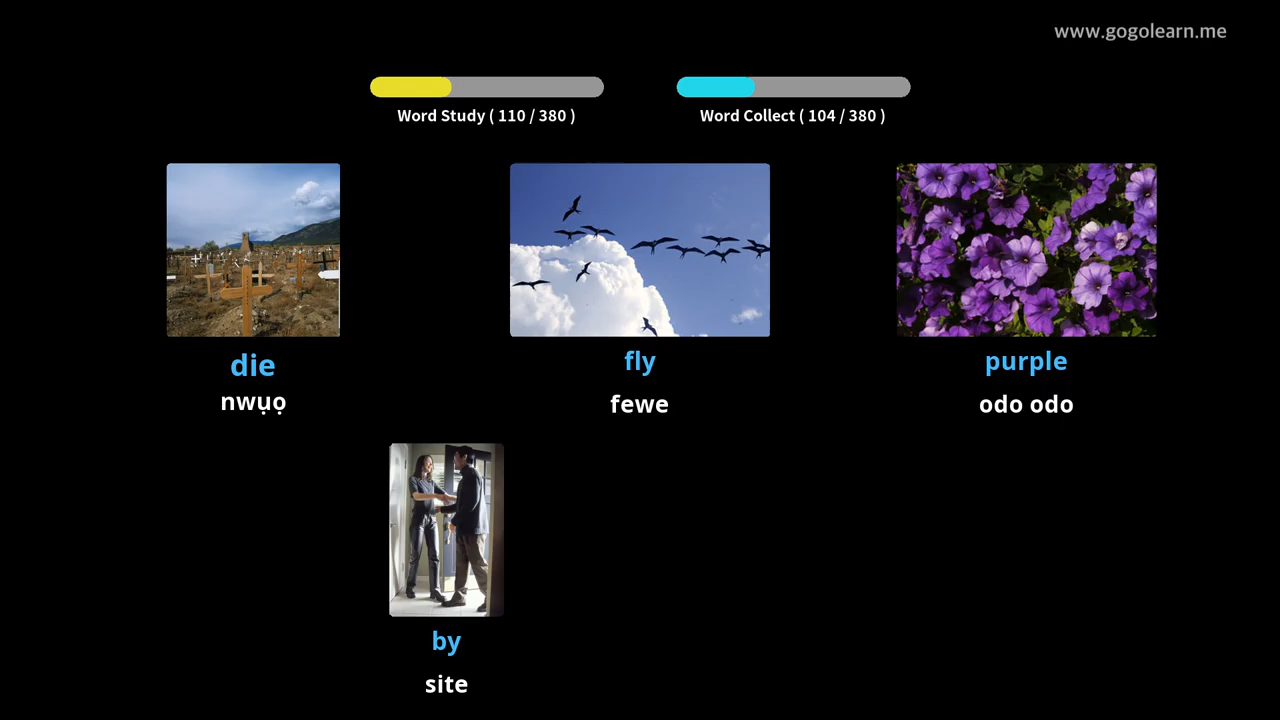 www.gogolearn.me
Word Study ( 110 / 380 )
Word Collect ( 104 / 380 )
die
nwụọ
fly
fewe
purple
odo odo
by
site